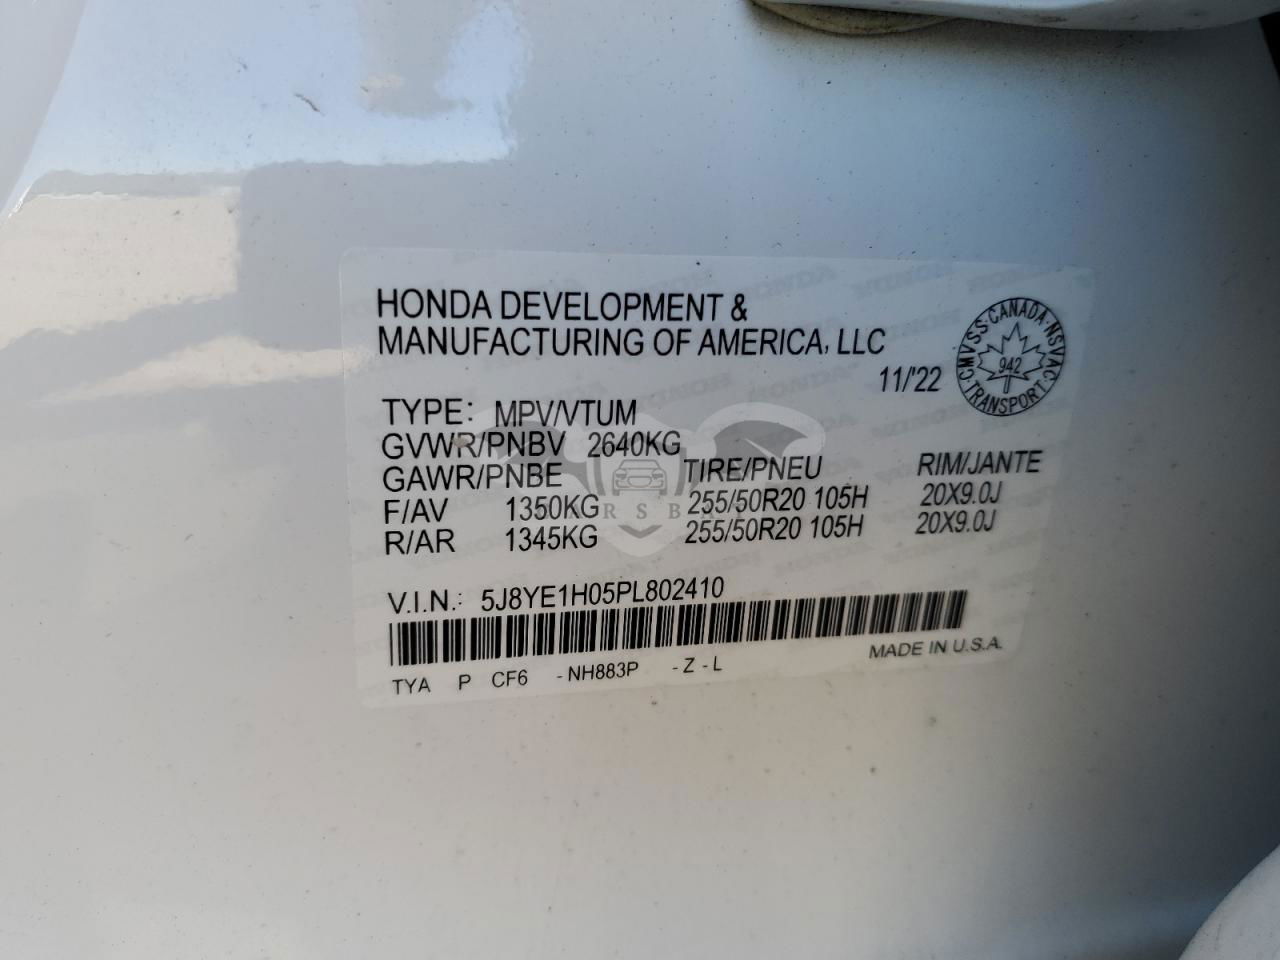 HONDA DEVELOPMENT &
MANUFACTURING OF AMERICA, LLC
11/'22
CMVSS · CANADA · NSVAC · TRANSPORT
942
TYPE: MPV/VTUM
GVWR/PNBV 2640KG
GAWR/PNBE TIRE/PNEU RIM/JANTE
F/AV 1350KG 255/50R20 105H 20X9.0J
R/AR 1345KG 255/50R20 105H 20X9.0J
V.I.N.: 5J8YE1H05PL802410
MADE IN U.S.A.
TYA P CF6 -NH883P -Z-L